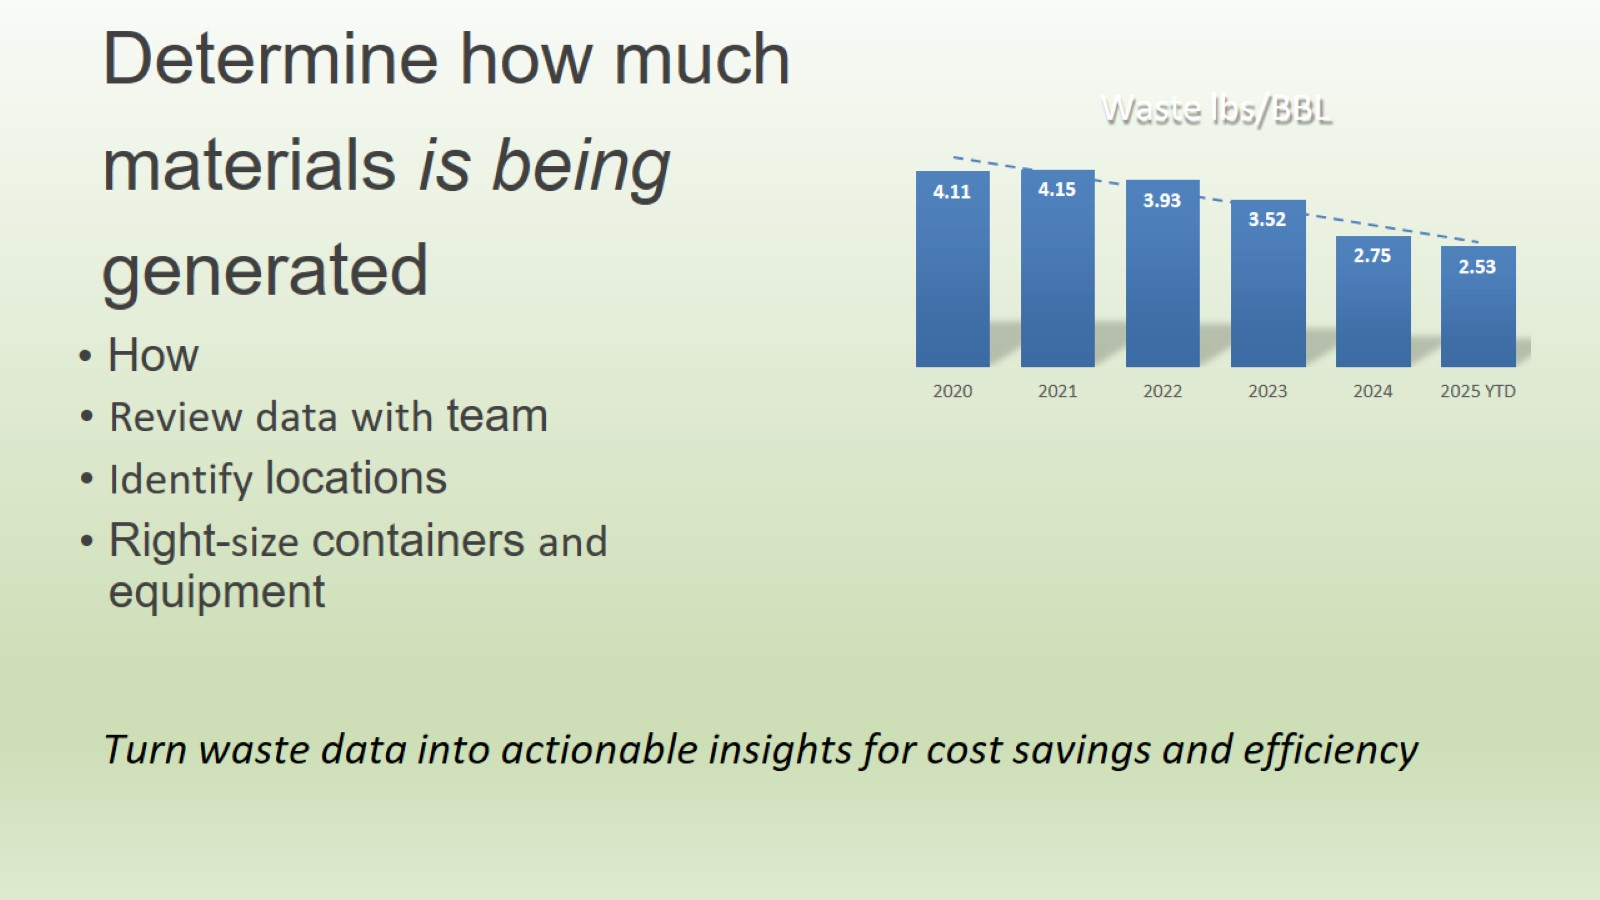 Determine how much
materials is being
generated
• How
• Review data with team
• Identify locations
• Right-size containers and
equipment
Waste lbs/BBL
4.11
4.15
3.93
3.52
2.75
2.53
2020
2021
2022
2023
2024
2025 YTD
Turn waste data into actionable insights for cost savings and efficiency